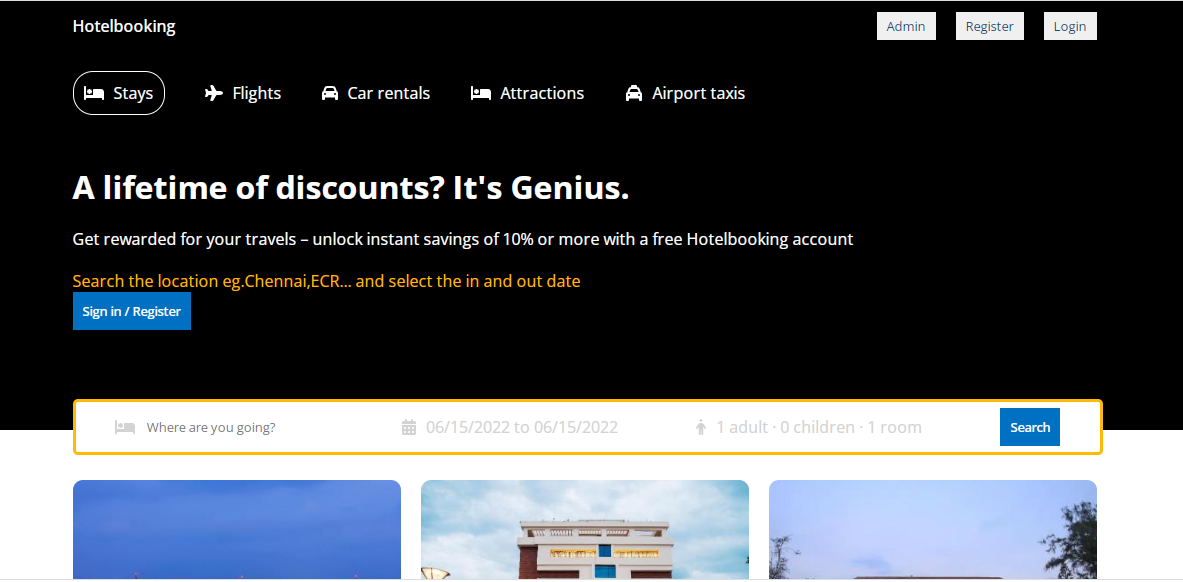 Hotelbooking
Admin
Register
Login
Stays
Flights
Car rentals
Attractions
Airport taxis
A lifetime of discounts? It's Genius.
Get rewarded for your travels – unlock instant savings of 10% or more with a free Hotelbooking account
Search the location eg.Chennai,ECR... and select the in and out date
Sign in / Register
Where are you going?
06/15/2022 to 06/15/2022
1 adult · 0 children · 1 room
Search